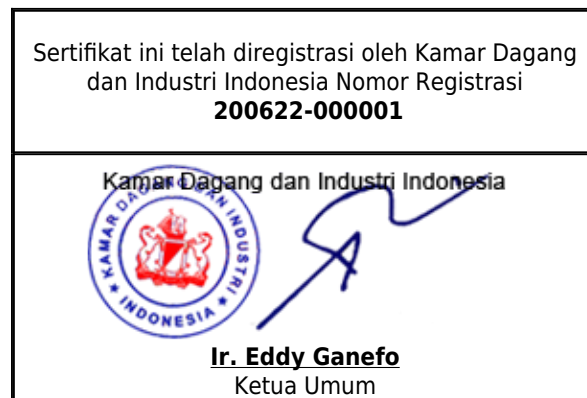 Sertifikat ini telah diregistrasi oleh Kamar Dagang
dan Industri Indonesia Nomor Registrasi
200622-000001
Kamar Dagang dan Industri Indonesia
KAMAR DAGANG DAN INDUSTRI
INDONESIA
Ir. Eddy Ganefo
Ketua Umum